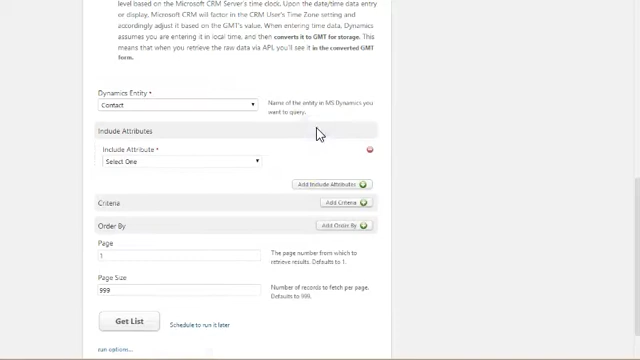 level based on the Microsoft CRM Server's time clock. Upon the date/time data entry
or display, Microsoft CRM will factor in the CRM User's Time Zone setting and
accordingly adjust it based the GMT's value. When entering time data, Dynamics
assumes you are entering it in local time, and then converts it to GMT for storage. This
means that when you retrieve the raw data via API, you'll see it in the converted GMT
form.
Dynamics Entity *
Contact
Name of the entity in MS Dynamics you
want to query.
Include Attributes
Include Attribute *
Select One
Add Include Attributes
Criteria
Add Criteria
Order By
Add Order By
Page
1
The page number from which to
retrieve results. Defaults to 1.
Page Size
999
Number of records to fetch per page.
Defaults to 999.
Get List
Schedule to run it later
run options...